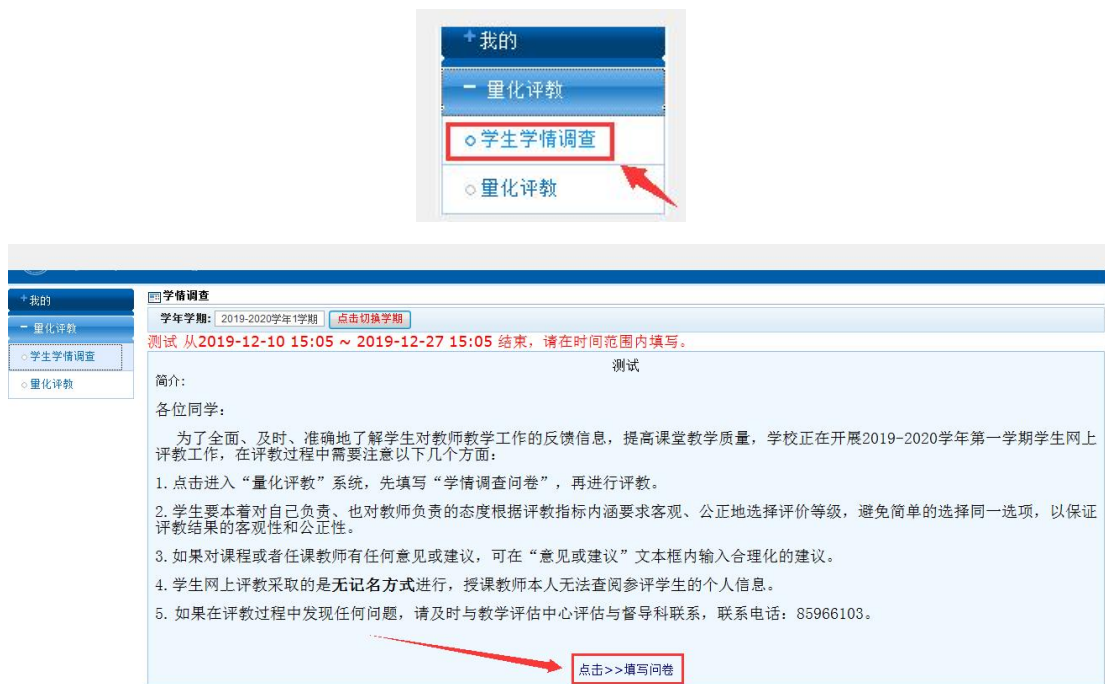 +我的
- 量化评教
学生学情调查
量化评教
+我的
- 量化评教
学生学情调查
量化评教
学情调查
学年学期: 2019-2020学年1学期 点击切换学期
测试 从2019-12-10 15:05 ~ 2019-12-27 15:05 结束, 请在时间范围内填写。
测试
简介:
各位同学:
为了全面、及时、准确地了解学生对教师教学工作的反馈信息, 提高课堂教学质量, 学校正在开展2019-2020学年第一学期学生网上
评教工作, 在评教过程中需要注意以下几个方面:
1. 点击进入“量化评教”系统, 先填写“学情调查问卷”, 再进行评教。
2. 学生要本着对自己负责、也对教师负责的态度根据评教指标内涵要求客观、公正地选择评价等级, 避免简单的选择同一选项, 以保证
评教结果的客观性和公正性。
3. 如果对课程或者任课教师有任何意见或建议, 可在“意见或建议”文本框内输入合理化的建议。
4. 学生网上评教采取的是无记名方式进行, 授课教师本人无法查阅参评学生的个人信息。
5. 如果在评教过程中发现任何问题, 请及时与教学评估中心评估与督导科联系, 联系电话: 85966103。
点击>>填写问卷